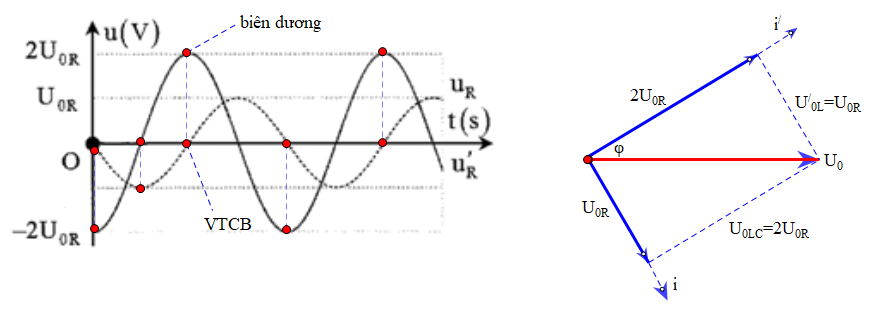 biên dương
u(V)
2U0R
U0R
uR
t(s)
O
u'R
VTCB
−2U0R
i/
2U0R
U/0L=U0R
φ
U0
U0R
U0LC=2U0R
i